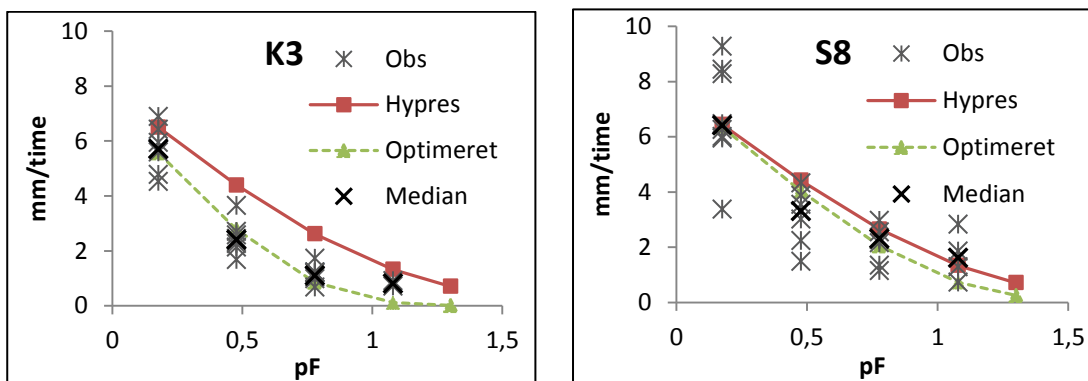 K3
10
8
6
4
2
0
mm/time
0
0,5
1
1,5
pF
Obs
Hypres
Optimeret
Median
S8
10
8
6
4
2
0
mm/time
0
0,5
1
1,5
pF
Obs
Hypres
Optimeret
Median